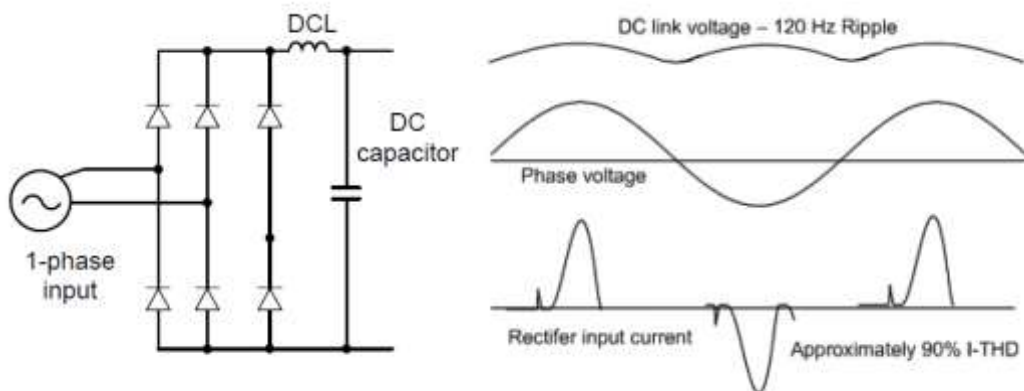 DCL
DC
capacitor
1-phase
input
DC link voltage – 120 Hz Ripple
Phase voltage
Rectifer input current
Approximately 90% I-THD